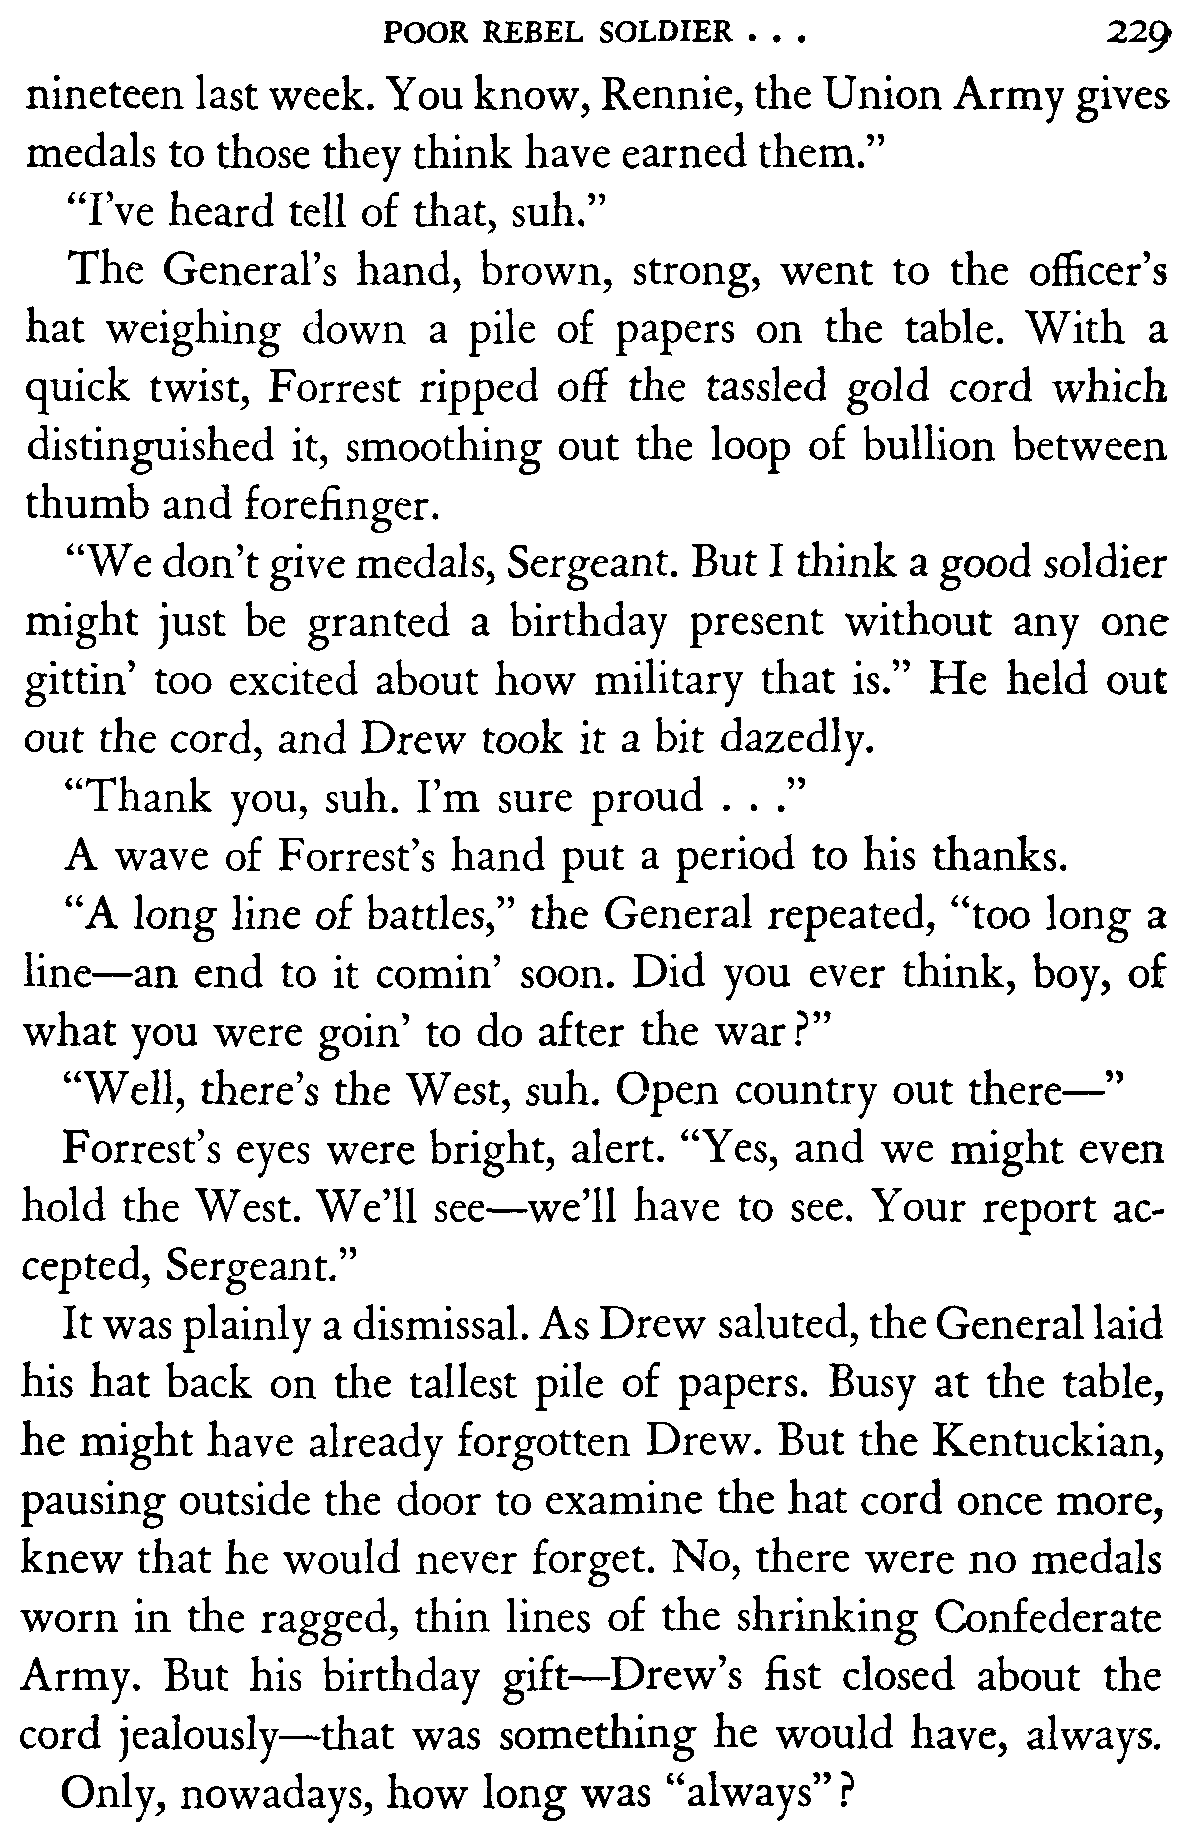 POOR REBEL SOLDIER . . . 229
nineteen last week. You know, Rennie, the Union Army gives
medals to those they think have earned them.”
“I’ve heard tell of that, suh.”
The General’s hand, brown, strong, went to the officer’s
hat weighing down a pile of papers on the table. With a
quick twist, Forrest ripped off the tassled gold cord which
distinguished it, smoothing out the loop of bullion between
thumb and forefinger.
“We don’t give medals, Sergeant. But I think a good soldier
might just be granted a birthday present without any one
gittin’ too excited about how military that is.” He held out
out the cord, and Drew took it a bit dazedly.
“Thank you, suh. I’m sure proud . . .”
A wave of Forrest’s hand put a period to his thanks.
“A long line of battles,” the General repeated, “too long a
line—an end to it comin’ soon. Did you ever think, boy, of
what you were goin’ to do after the war?”
“Well, there’s the West, suh. Open country out there—”
Forrest’s eyes were bright, alert. “Yes, and we might even
hold the West. We’ll see—we’ll have to see. Your report ac-
cepted, Sergeant.”
It was plainly a dismissal. As Drew saluted, the General laid
his hat back on the tallest pile of papers. Busy at the table,
he might have already forgotten Drew. But the Kentuckian,
pausing outside the door to examine the hat cord once more,
knew that he would never forget. No, there were no medals
worn in the ragged, thin lines of the shrinking Confederate
Army. But his birthday gift—Drew’s fist closed about the
cord jealously—that was something he would have, always.
Only, nowadays, how long was “always”?